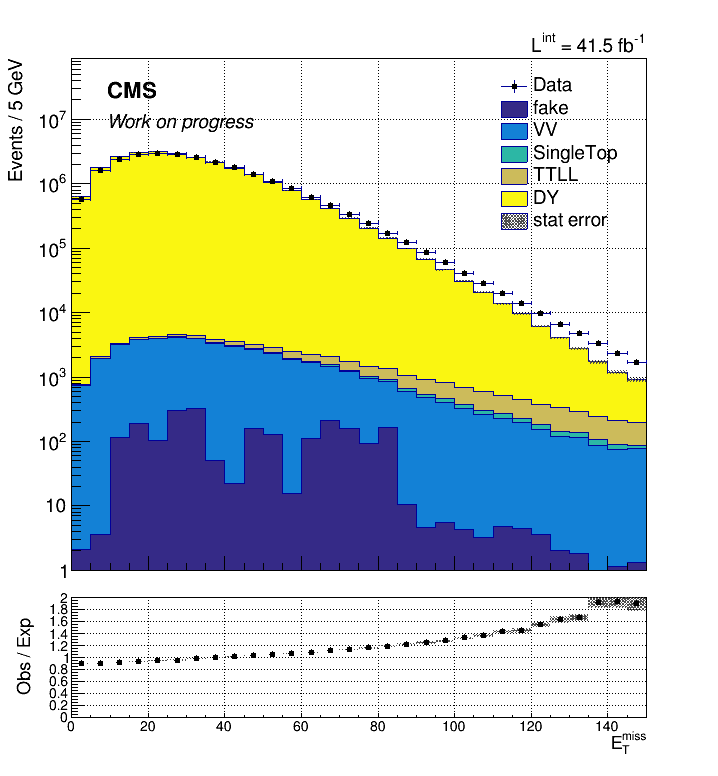 L^int = 41.5 fb^-1
Events / 5 GeV
CMS
Work on progress
Data
fake
VV
SingleTop
TTLL
DY
stat error
10^7
10^6
10^5
10^4
10^3
10^2
10
1
Obs / Exp
2
1.8
1.6
1.4
1.2
1
0.8
0.6
0.4
0.2
0
0 20 40 60 80 100 120 140
E_T^miss